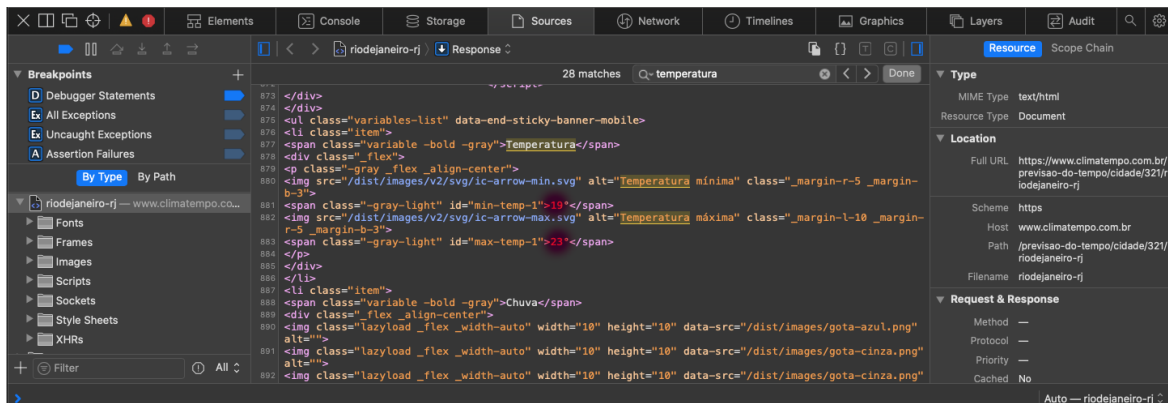 Elements
Console
Storage
Sources
Network
Timelines
Graphics
Layers
Audit
riodejaneiro-rj
Response
Resource
Scope Chain
Breakpoints
+
28 matches
temperatura
Done
Debugger Statements
All Exceptions
Uncaught Exceptions
Assertion Failures
By Type
By Path
riodejaneiro-rj — www.climatempo.co...
Fonts
Frames
Images
Scripts
Sockets
Style Sheets
XHRs
Filter
All
873 </div>
874 </div>
875 <ul class="variables-list" data-end-sticky-banner-mobile>
876 <li class="item">
877 <span class="variable -bold -gray">Temperatura</span>
878 <div class="_flex">
879 <p class="-gray _flex _align-center">
880 <img src="/dist/images/v2/svg/ic-arrow-min.svg" alt="Temperatura mínima" class="_margin-r-5 _margin-
b-3">
881 <span class="-gray-light" id="min-temp-1">19°</span>
882 <img src="/dist/images/v2/svg/ic-arrow-max.svg" alt="Temperatura máxima" class="_margin-l-10 _margin-
r-5 _margin-b-3">
883 <span class="-gray-light" id="max-temp-1">23°</span>
884 </p>
885 </div>
886 </li>
887 <li class="item">
888 <span class="variable -bold -gray">Chuva</span>
889 <div class="_flex _align-center">
890 <img class="lazyload _flex _width-auto" width="10" height="10" data-src="/dist/images/gota-azul.png"
alt="">
891 <img class="lazyload _flex _width-auto" width="10" height="10" data-src="/dist/images/gota-cinza.png"
alt="">
892 <img class="lazyload _flex _width-auto" width="10" height="10" data-src="/dist/images/gota-cinza.png"
Type
MIME Type text/html
Resource Type Document
Location
Full URL https://www.climatempo.com.br/
previsao-do-tempo/cidade/321/r
iodejaneiro-rj
Scheme https
Host www.climatempo.com.br
Path /previsao-do-tempo/cidade/321/
riodejaneiro-rj
Filename riodejaneiro-rj
Request & Response
Method —
Protocol —
Priority —
Cached No
Auto — riodejaneiro-rj